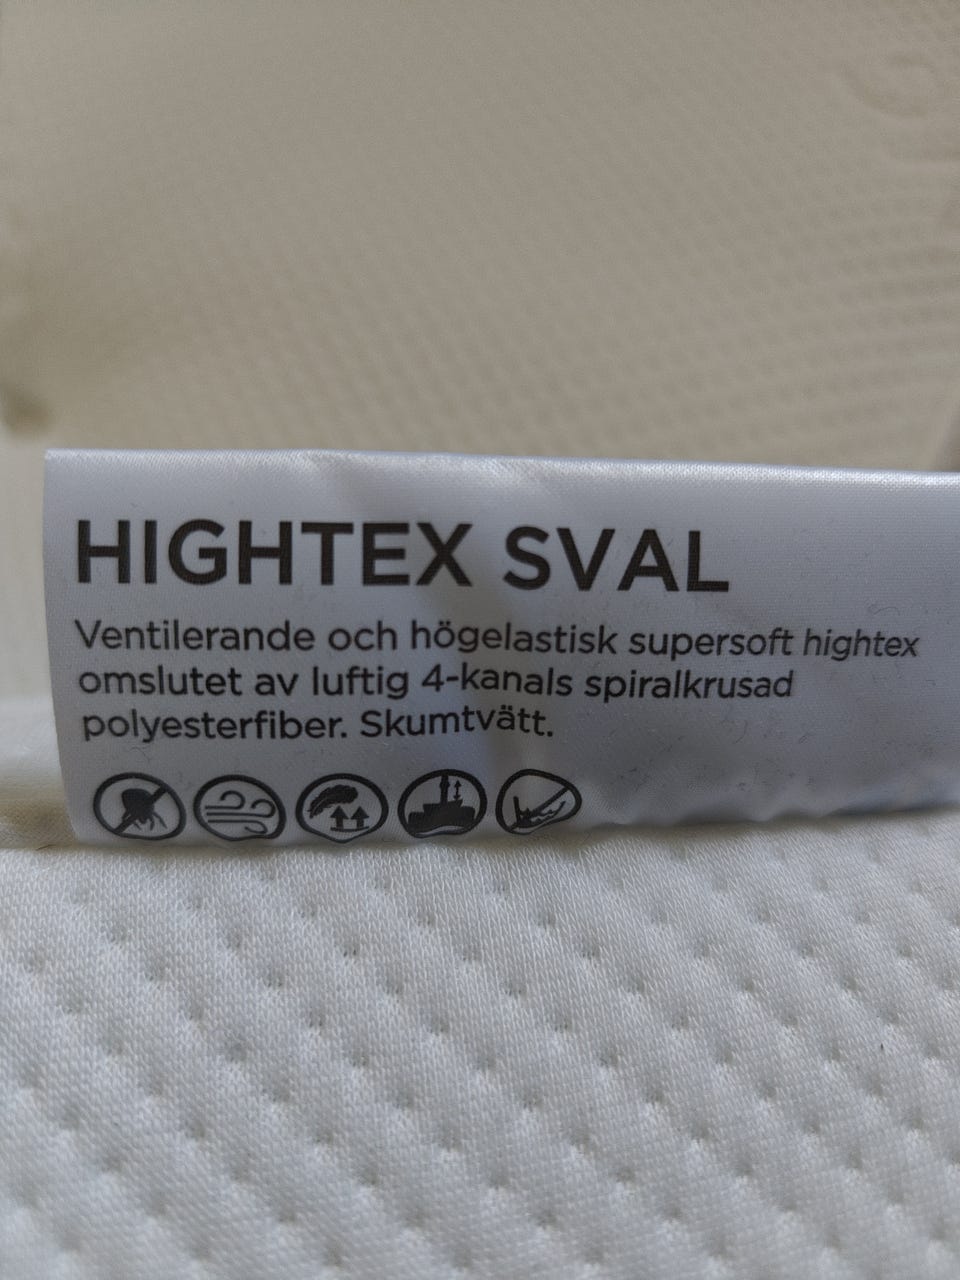 HIGHTEX SVAL
Ventilerande och högelastisk supersoft hightex
omslutet av luftig 4-kanals spiralkrusad
polyesterfiber. Skumtvätt.